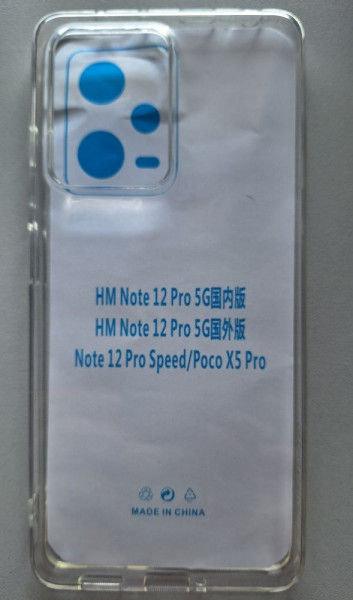 HM Note 12 Pro 5G国内版
HM Note 12 Pro 5G国外版
Note 12 Pro Speed/Poco X5 Pro
MADE IN CHINA